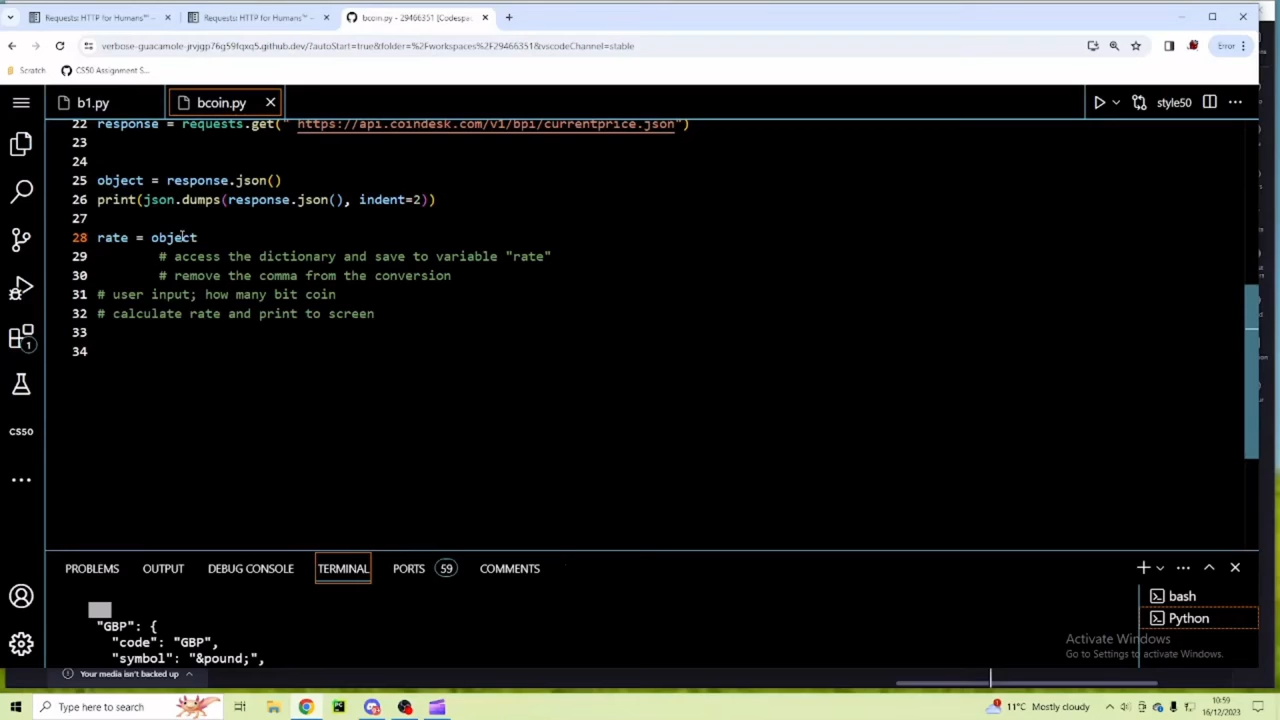 Requests: HTTP for Humans™ —
Requests: HTTP for Humans™ —
bcoin.py - 29466351 [Codespa
verbose-guacamole-jrvjgp76g59fqxq5.github.dev/?autoStart=true&folder=%2Fworkspaces%2F29466351&vscodeChannel=stable
Error
Scratch
CS50 Assignment S...
b1.py
bcoin.py
style50
22 response = requests.get(" https://api.coindesk.com/v1/bpi/currentprice.json")
23
24
25 object = response.json()
26 print(json.dumps(response.json(), indent=2))
27
28 rate = object
29 # access the dictionary and save to variable "rate"
30 # remove the comma from the conversion
31 # user input; how many bit coin
32 # calculate rate and print to screen
33
34
1
CS50
PROBLEMS OUTPUT DEBUG CONSOLE TERMINAL PORTS 59 COMMENTS
bash
Python
"GBP": {
"code": "GBP",
"symbol": "&pound;",
Activate Windows
Go to Settings to activate Windows.
Your media isn't backed up
Type here to search
11°C Mostly cloudy
10:59
16/12/2023